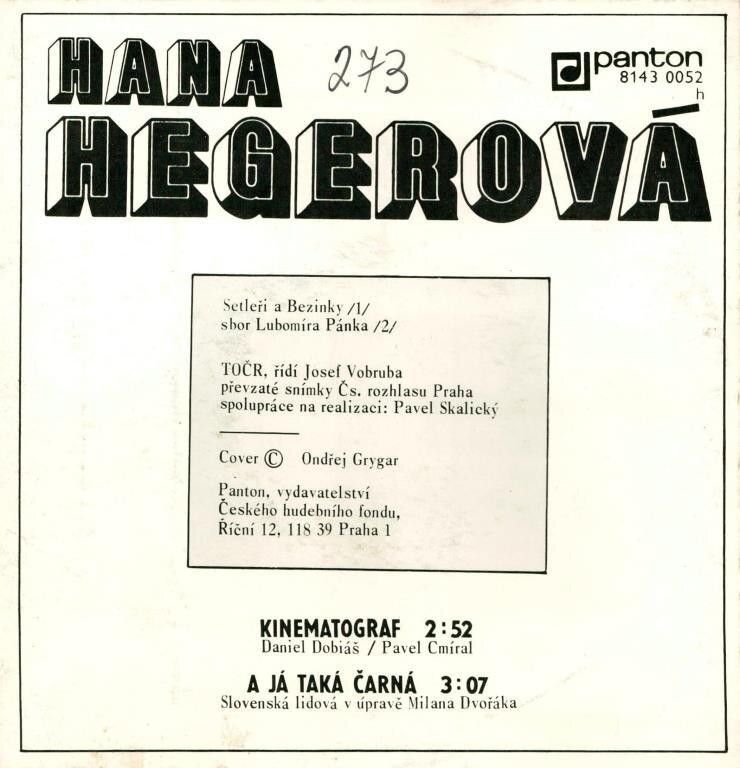 HANA
273
panton
8143 0052
h
HEGEROVÁ
Setleři a Bezinky /1/
sbor Lubomíra Pánka /2/
TOČR, řídí Josef Vobruba
převzaté snímky Čs. rozhlasu Praha
spolupráce na realizaci: Pavel Skalický
Cover © Ondřej Grygar
Panton, vydavatelství
Českého hudebního fondu,
Říční 12, 118 39 Praha 1
KINEMATOGRAF 2:52
Daniel Dobiáš / Pavel Cmíral
A JÁ TAKÁ ČARNÁ 3:07
Slovenská lidová v úpravě Milana Dvořáka